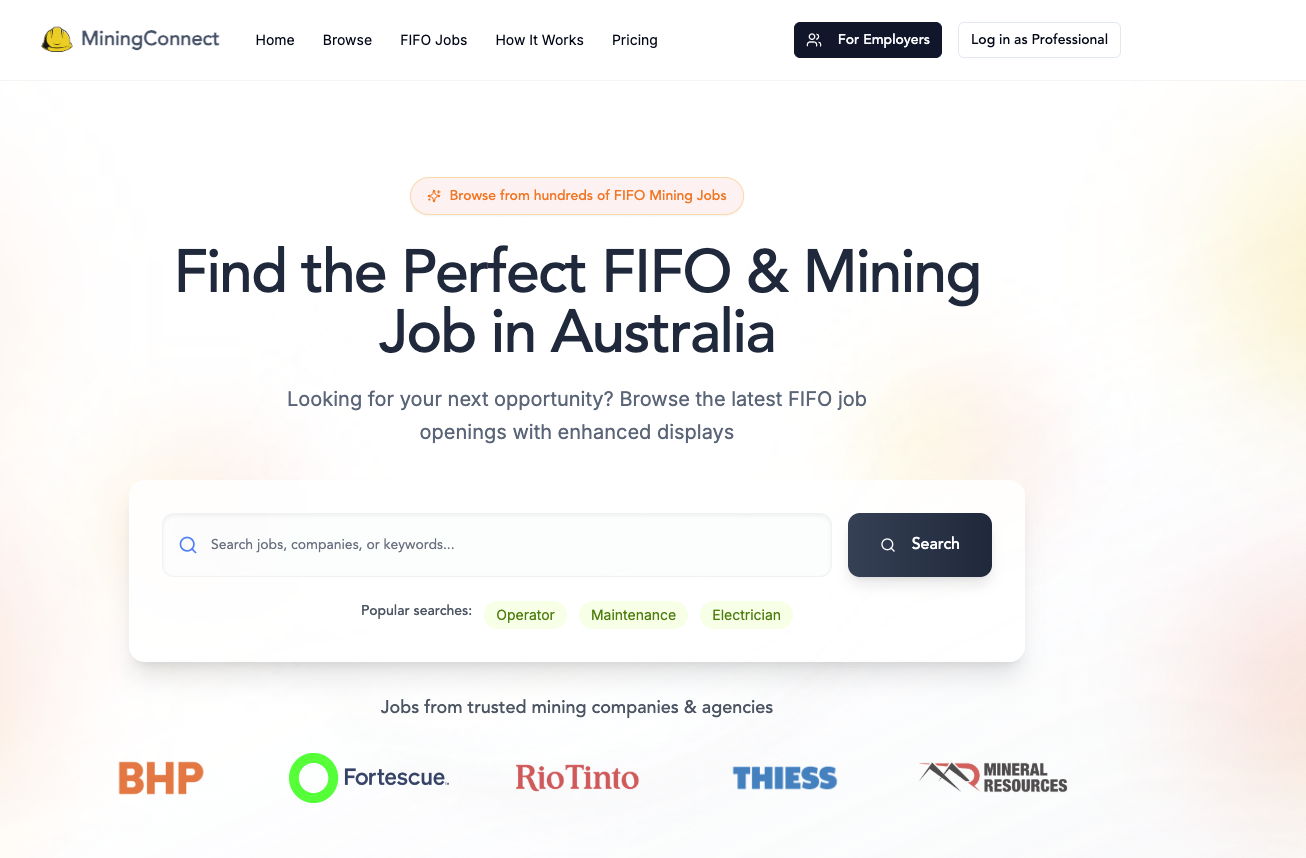 MiningConnect
Home
Browse
FIFO Jobs
How It Works
Pricing
For Employers
Log in as Professional
Browse from hundreds of FIFO Mining Jobs
Find the Perfect FIFO & Mining
Job in Australia
Looking for your next opportunity? Browse the latest FIFO job
openings with enhanced displays
Search jobs, companies, or keywords...
Search
Popular searches:
Operator
Maintenance
Electrician
Jobs from trusted mining companies & agencies
BHP
Fortescue
RioTinto
THIESS
MINERAL
RESOURCES